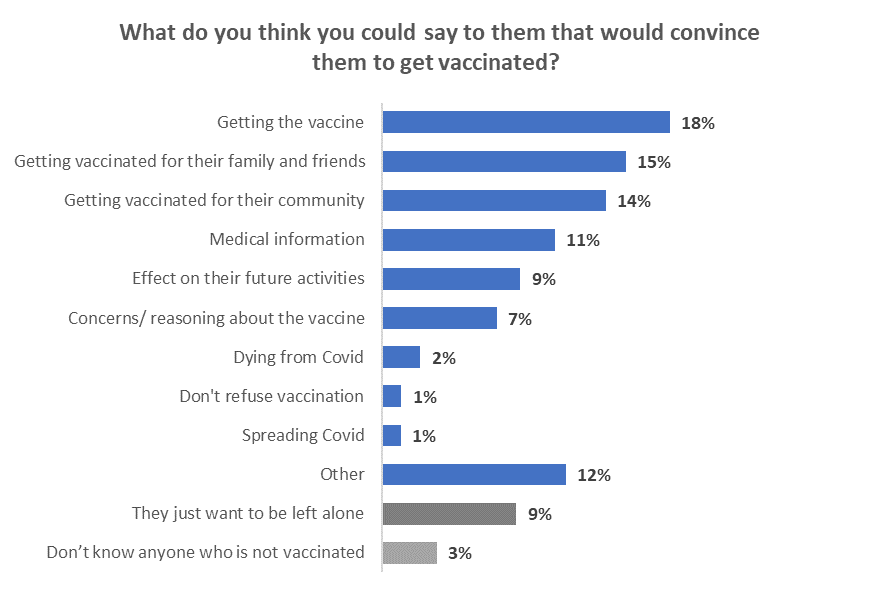 What do you think you could say to them that would convince
them to get vaccinated?
Getting the vaccine 18%
Getting vaccinated for their family and friends 15%
Getting vaccinated for their community 14%
Medical information 11%
Effect on their future activities 9%
Concerns/ reasoning about the vaccine 7%
Dying from Covid 2%
Don't refuse vaccination 1%
Spreading Covid 1%
Other 12%
They just want to be left alone 9%
Don’t know anyone who is not vaccinated 3%